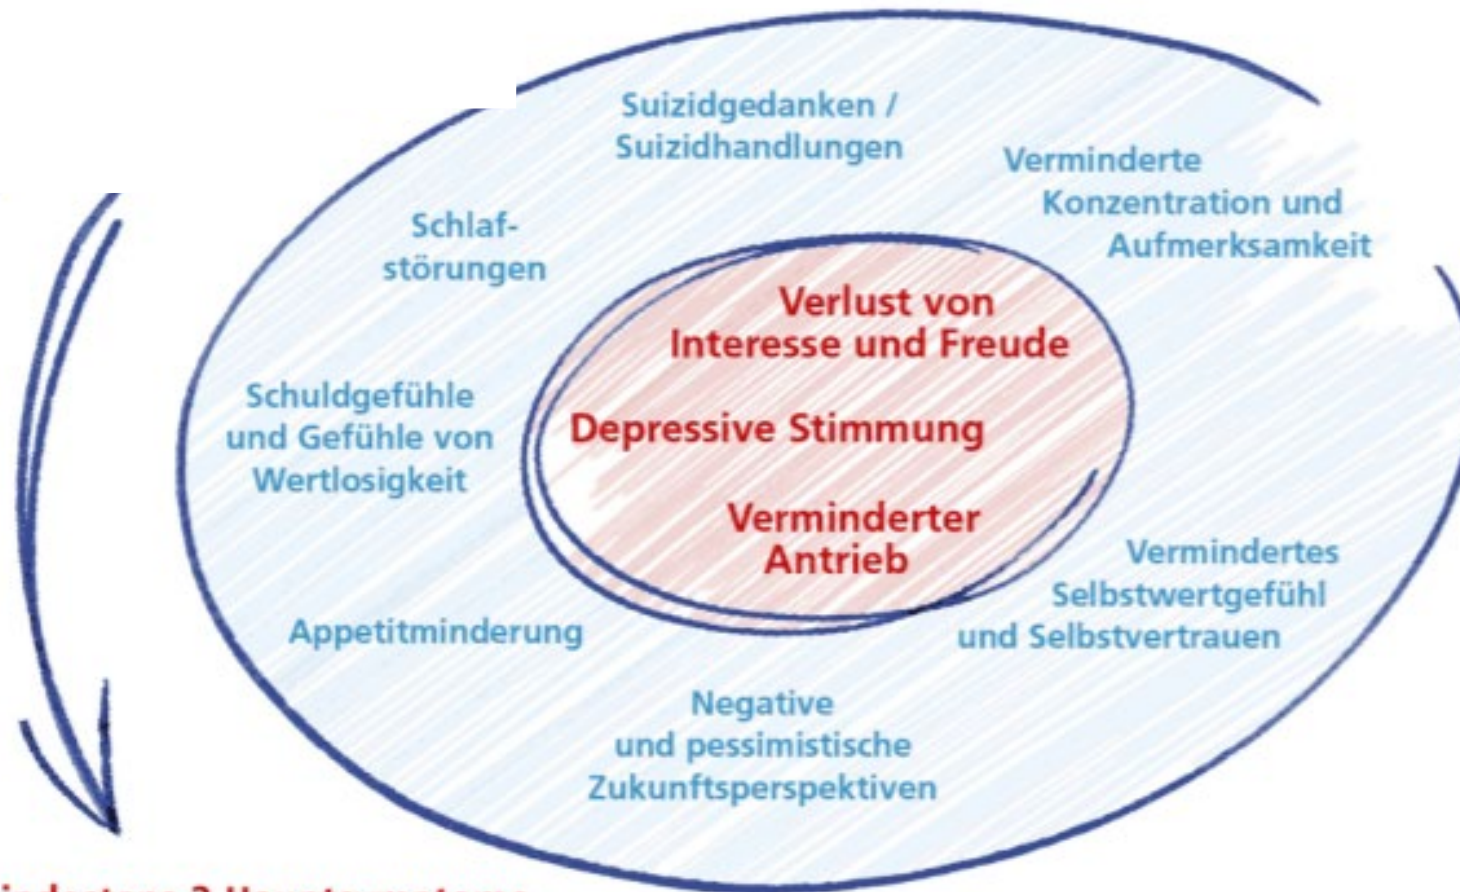 Suizidgedanken /
Suizidhandlungen
Verminderte
Konzentration und
Aufmerksamkeit
Schlaf-
störungen
Verlust von
Interesse und Freude
Schuldgefühle
und Gefühle von
Wertlosigkeit
Depressive Stimmung
Verminderter
Antrieb
Vermindertes
Selbstwertgefühl
und Selbstvertrauen
Appetitminderung
Negative
und pessimistische
Zukunftsperspektiven